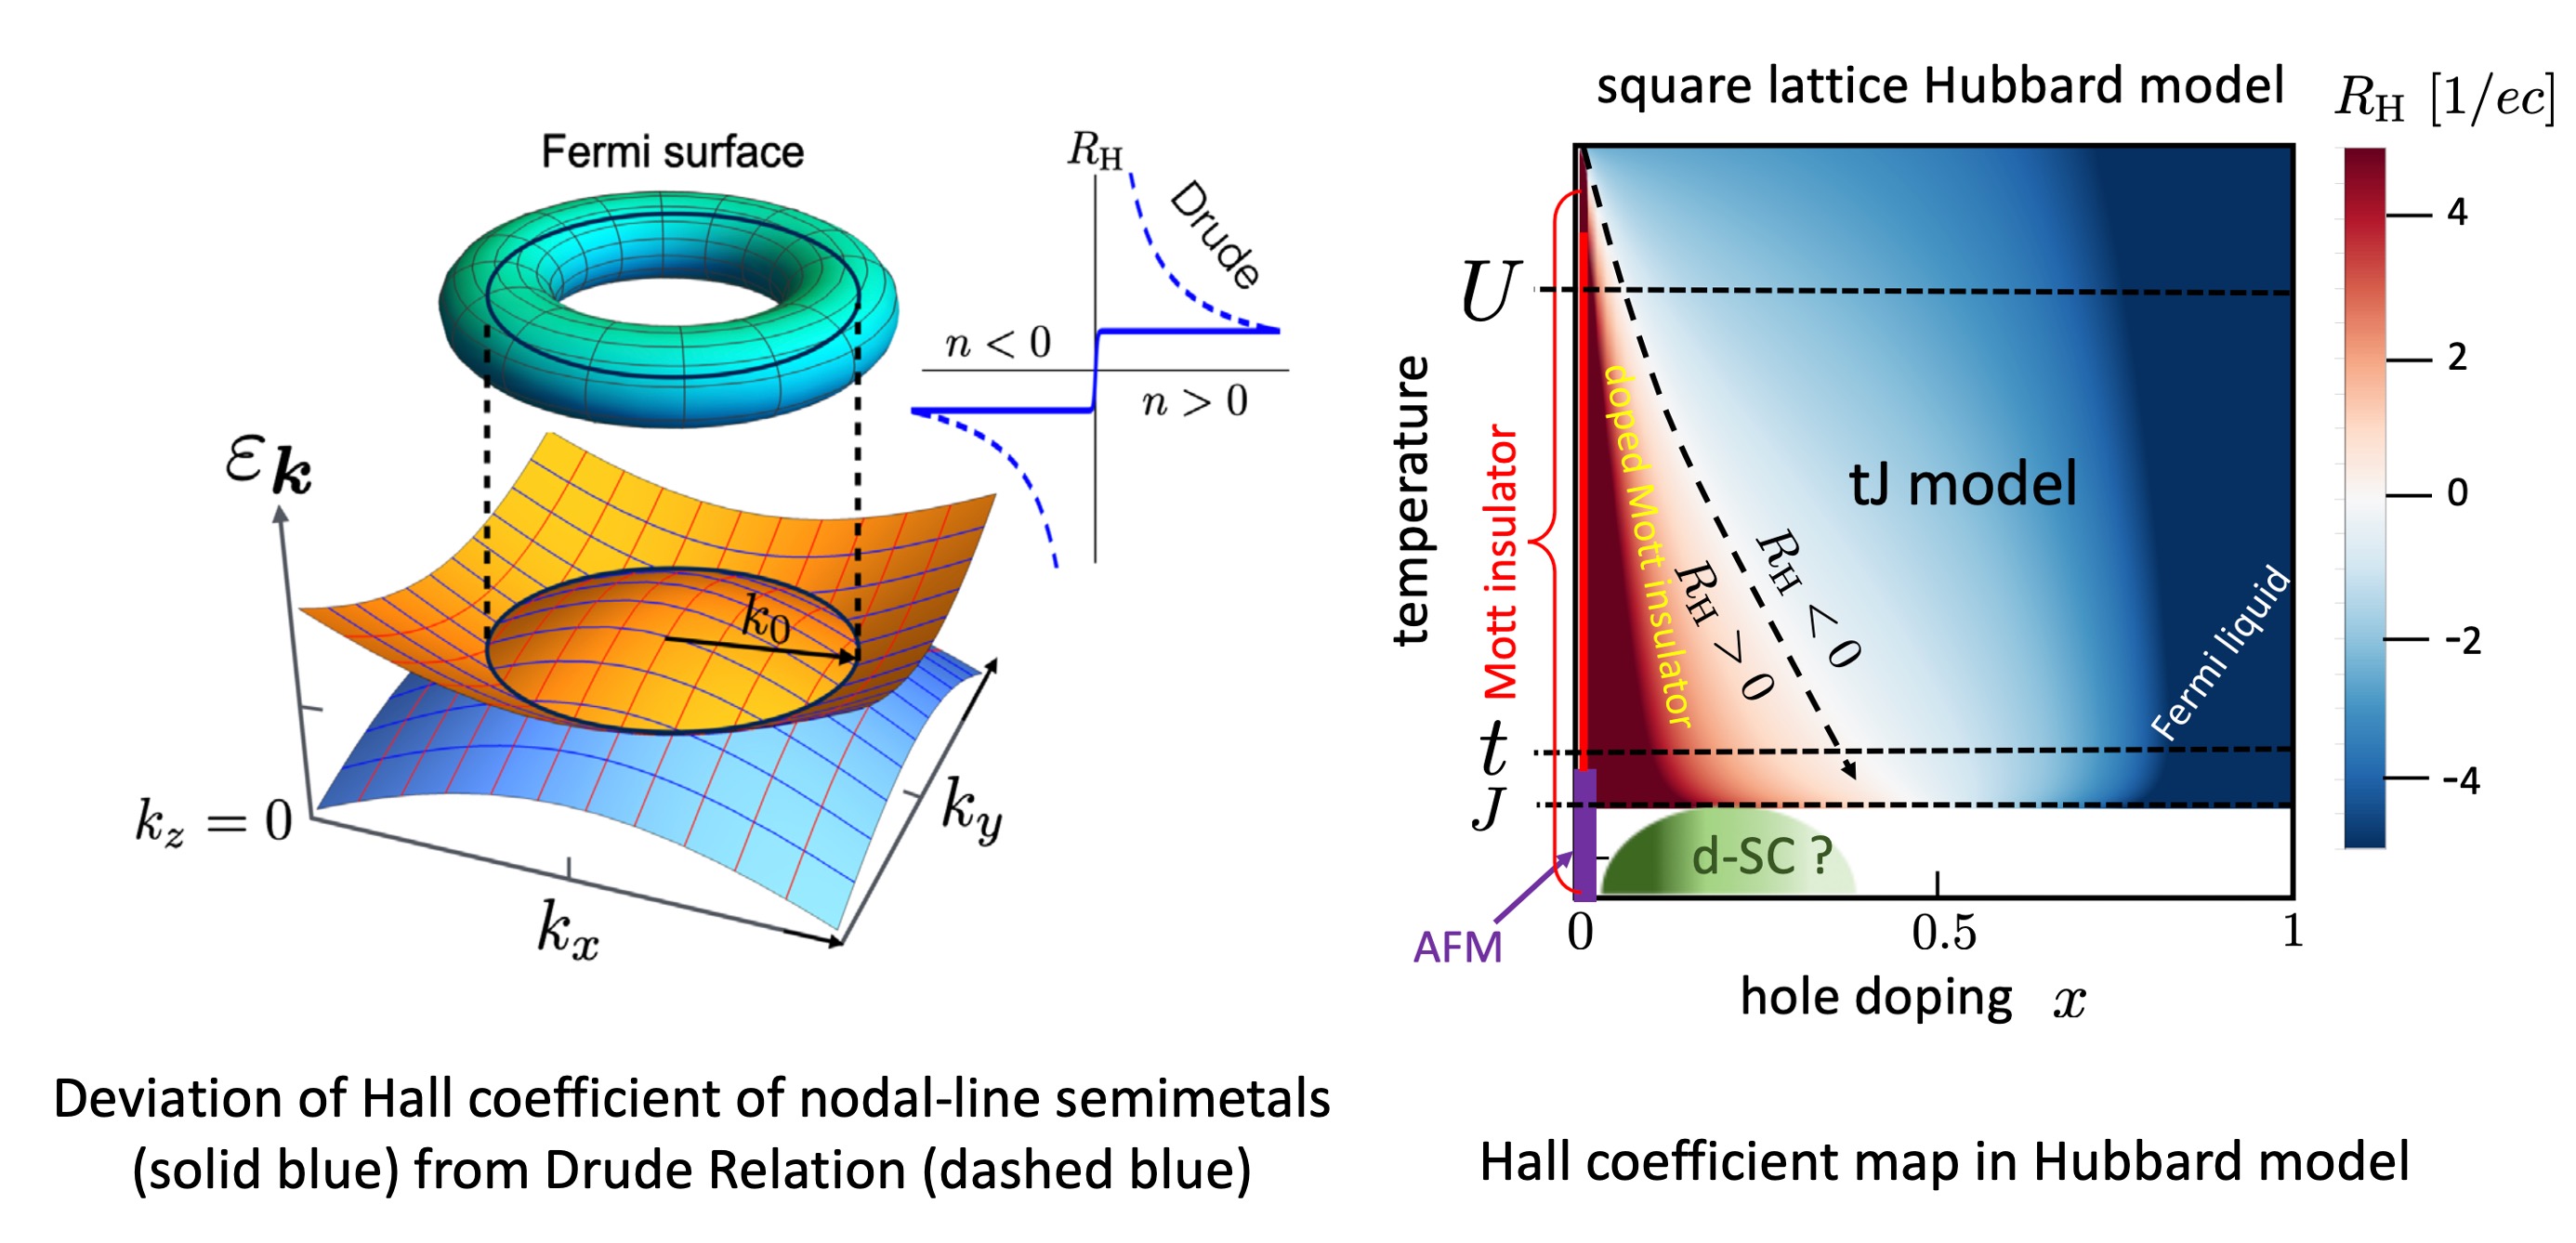 Fermi surface
R_H
Drude
n < 0
n > 0
ε_k
k_0
k_z = 0
k_x
k_y
Deviation of Hall coefficient of nodal-line semimetals
(solid blue) from Drude Relation (dashed blue)
square lattice Hubbard model
R_H [1/ec]
4
2
0
-2
-4
U
t
J
temperature
Mott insulator
doped Mott insulator
R_H > 0
R_H < 0
tJ model
Fermi liquid
d-SC ?
AFM
0
0.5
1
hole doping x
Hall coefficient map in Hubbard model